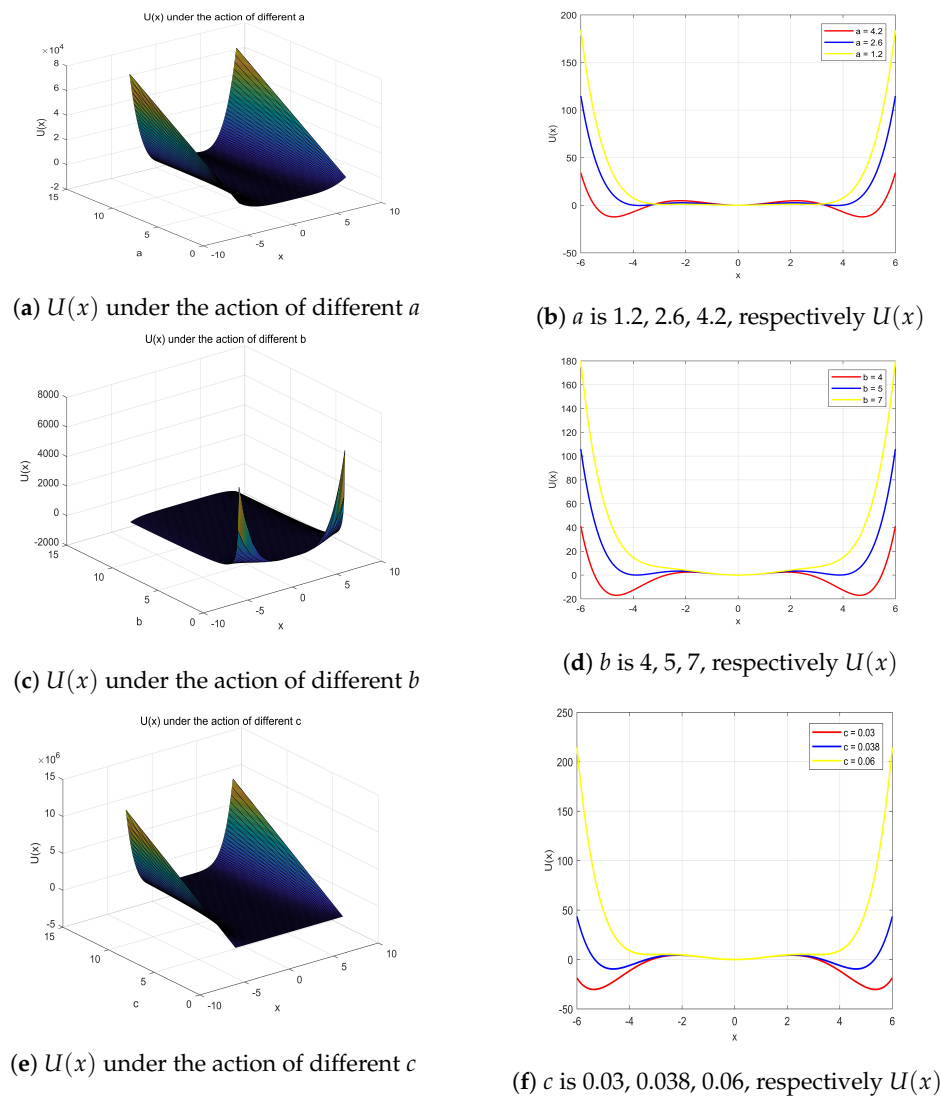 U(x) under the action of different a
×10⁴
8
6
4
2
0
-2
U(x)
15
10
5
0
a
-10
-5
0
5
10
x
(a) U(x) under the action of different a
200
150
100
50
0
-50
U(x)
-6
-4
-2
0
2
4
6
x
a = 4.2
a = 2.6
a = 1.2
(b) a is 1.2, 2.6, 4.2, respectively U(x)
U(x) under the action of different b
8000
6000
4000
2000
0
-2000
U(x)
15
10
5
0
b
-10
-5
0
5
10
x
(c) U(x) under the action of different b
180
160
140
120
100
80
60
40
20
0
-20
U(x)
-6
-4
-2
0
2
4
6
x
b = 4
b = 5
b = 7
(d) b is 4, 5, 7, respectively U(x)
U(x) under the action of different c
×10⁶
15
10
5
0
-5
U(x)
15
10
5
0
c
-10
-5
0
5
10
x
(e) U(x) under the action of different c
250
200
150
100
50
0
-50
U(x)
-6
-4
-2
0
2
4
6
x
c = 0.03
c = 0.038
c = 0.06
(f) c is 0.03, 0.038, 0.06, respectively U(x)